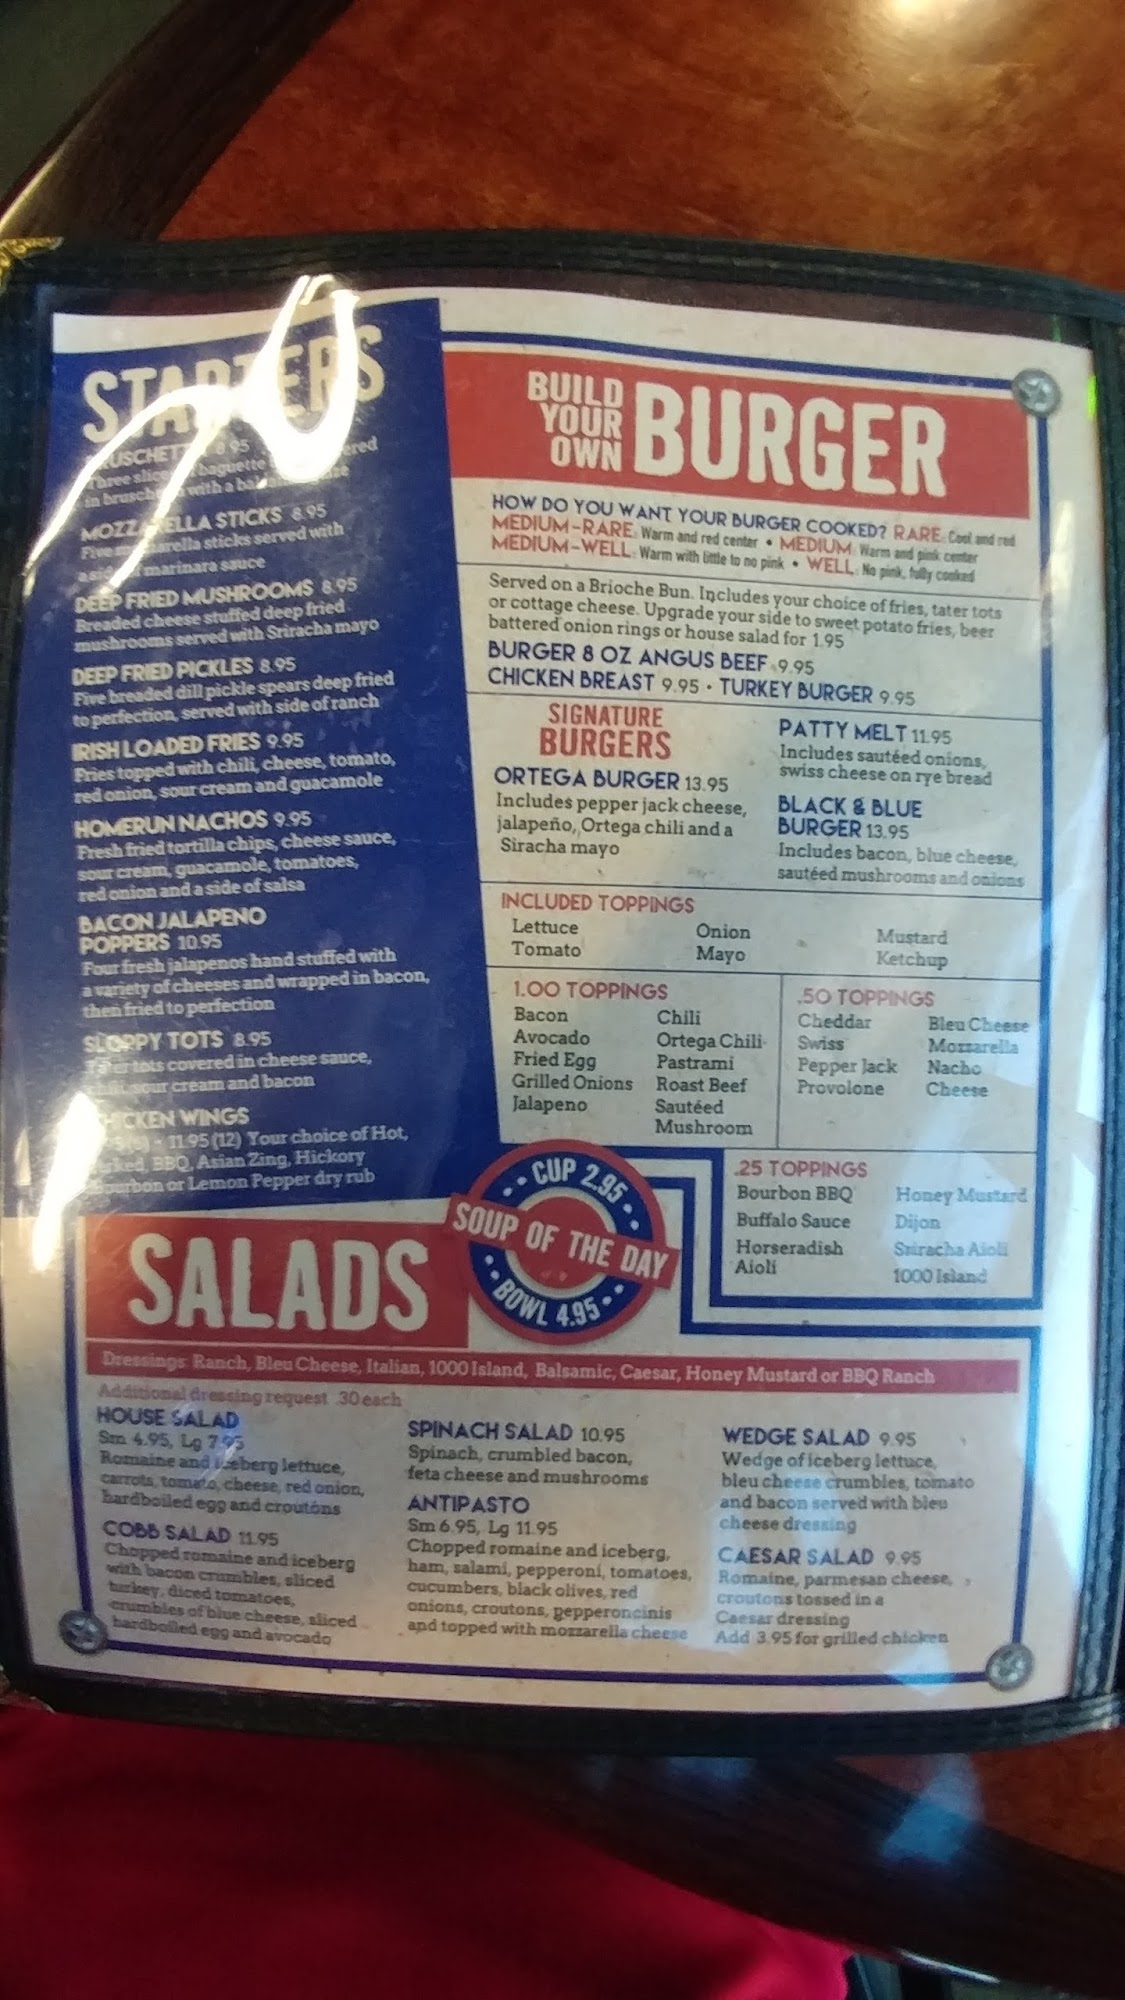 STARTERS
8.95
Three
in with a
MOZZARELLA STICKS 8.95
Five mozzarella sticks served with
marinara sauce
DEEP FRIED MUSHROOMS 8.95
Breaded cheese stuffed deep fried
mushrooms served with Sriracha mayo
DEEP FRIED PICKLES 8.95
Five breaded dill pickle spears deep fried
to perfection, served with side of ranch
IRISH LOADED FRIES 9.95
Fries topped with chili, cheese, tomato,
red onion, sour cream and guacamole
HOMERUN NACHOS 9.95
Fresh fried tortilla chips, cheese sauce,
sour cream, guacamole, tomatoes,
red onion and a side of salsa
BACON JALAPENO
POPPERS 10.95
Four fresh jalapenos hand stuffed with
a variety of cheeses and wrapped in bacon,
then fried to perfection
SLOPPY TOTS 8.95
Tater tots covered in cheese sauce,
sour cream and bacon
CHICKEN WINGS
- 11.95 (12) Your choice of Hot,
BBQ, Asian Zing, Hickory
Bourbon or Lemon Pepper dry rub
BUILD
YOUR
OWN
BURGER
HOW DO YOU WANT YOUR BURGER COOKED? RARE: Cool and red
MEDIUM-RARE: Warm and red center • MEDIUM: Warm and pink center
MEDIUM-WELL: Warm with little to no pink • WELL: No pink, fully cooked
Served on a Brioche Bun. Includes your choice of fries, tater tots
or cottage cheese. Upgrade your side to sweet potato fries, beer
battered onion rings or house salad for 1.95
BURGER 8 OZ ANGUS BEEF 9.95
CHICKEN BREAST 9.95 • TURKEY BURGER 9.95
SIGNATURE
BURGERS
ORTEGA BURGER 13.95
Includes pepper jack cheese,
jalapeño, Ortega chili and a
Siracha mayo
PATTY MELT 11.95
Includes sautéed onions,
swiss cheese on rye bread
BLACK & BLUE
BURGER 13.95
Includes bacon, blue cheese,
sautéed mushrooms and onions
INCLUDED TOPPINGS
Lettuce
Tomato
Onion
Mayo
Mustard
Ketchup
1.00 TOPPINGS
Bacon
Avocado
Fried Egg
Grilled Onions
Jalapeno
Chili
Ortega Chili
Pastrami
Roast Beef
Sautéed
Mushroom
.50 TOPPINGS
Cheddar
Swiss
Pepper Jack
Provolone
Bleu Cheese
Mozzarella
Nacho
Cheese
.25 TOPPINGS
Bourbon BBQ
Buffalo Sauce
Horseradish
Aioli
Honey Mustard
Dijon
Sriracha Aioli
1000 Island
CUP 2.95
SOUP OF THE DAY
BOWL 4.95
SALADS
Dressings: Ranch, Bleu Cheese, Italian, 1000 Island, Balsamic, Caesar, Honey Mustard or BBQ Ranch
Additional dressing request .30 each
HOUSE SALAD
Sm 4.95, Lg 7.95
Romaine and iceberg lettuce,
carrots, tomato, cheese, red onion,
hardboiled egg and croutons
COBB SALAD 11.95
Chopped romaine and iceberg
with bacon crumbles, sliced
turkey, diced tomatoes,
crumbles of blue cheese, sliced
hardboiled egg and avocado
SPINACH SALAD 10.95
Spinach, crumbled bacon,
feta cheese and mushrooms
ANTIPASTO
Sm 6.95, Lg 11.95
Chopped romaine and iceberg,
ham, salami, pepperoni, tomatoes,
cucumbers, black olives, red
onions, croutons, pepperoncinis
and topped with mozzarella cheese
WEDGE SALAD 9.95
Wedge of iceberg lettuce,
bleu cheese crumbles, tomato
and bacon served with bleu
cheese dressing
CAESAR SALAD 9.95
Romaine, parmesan cheese,
croutons tossed in a
Caesar dressing
Add 3.95 for grilled chicken